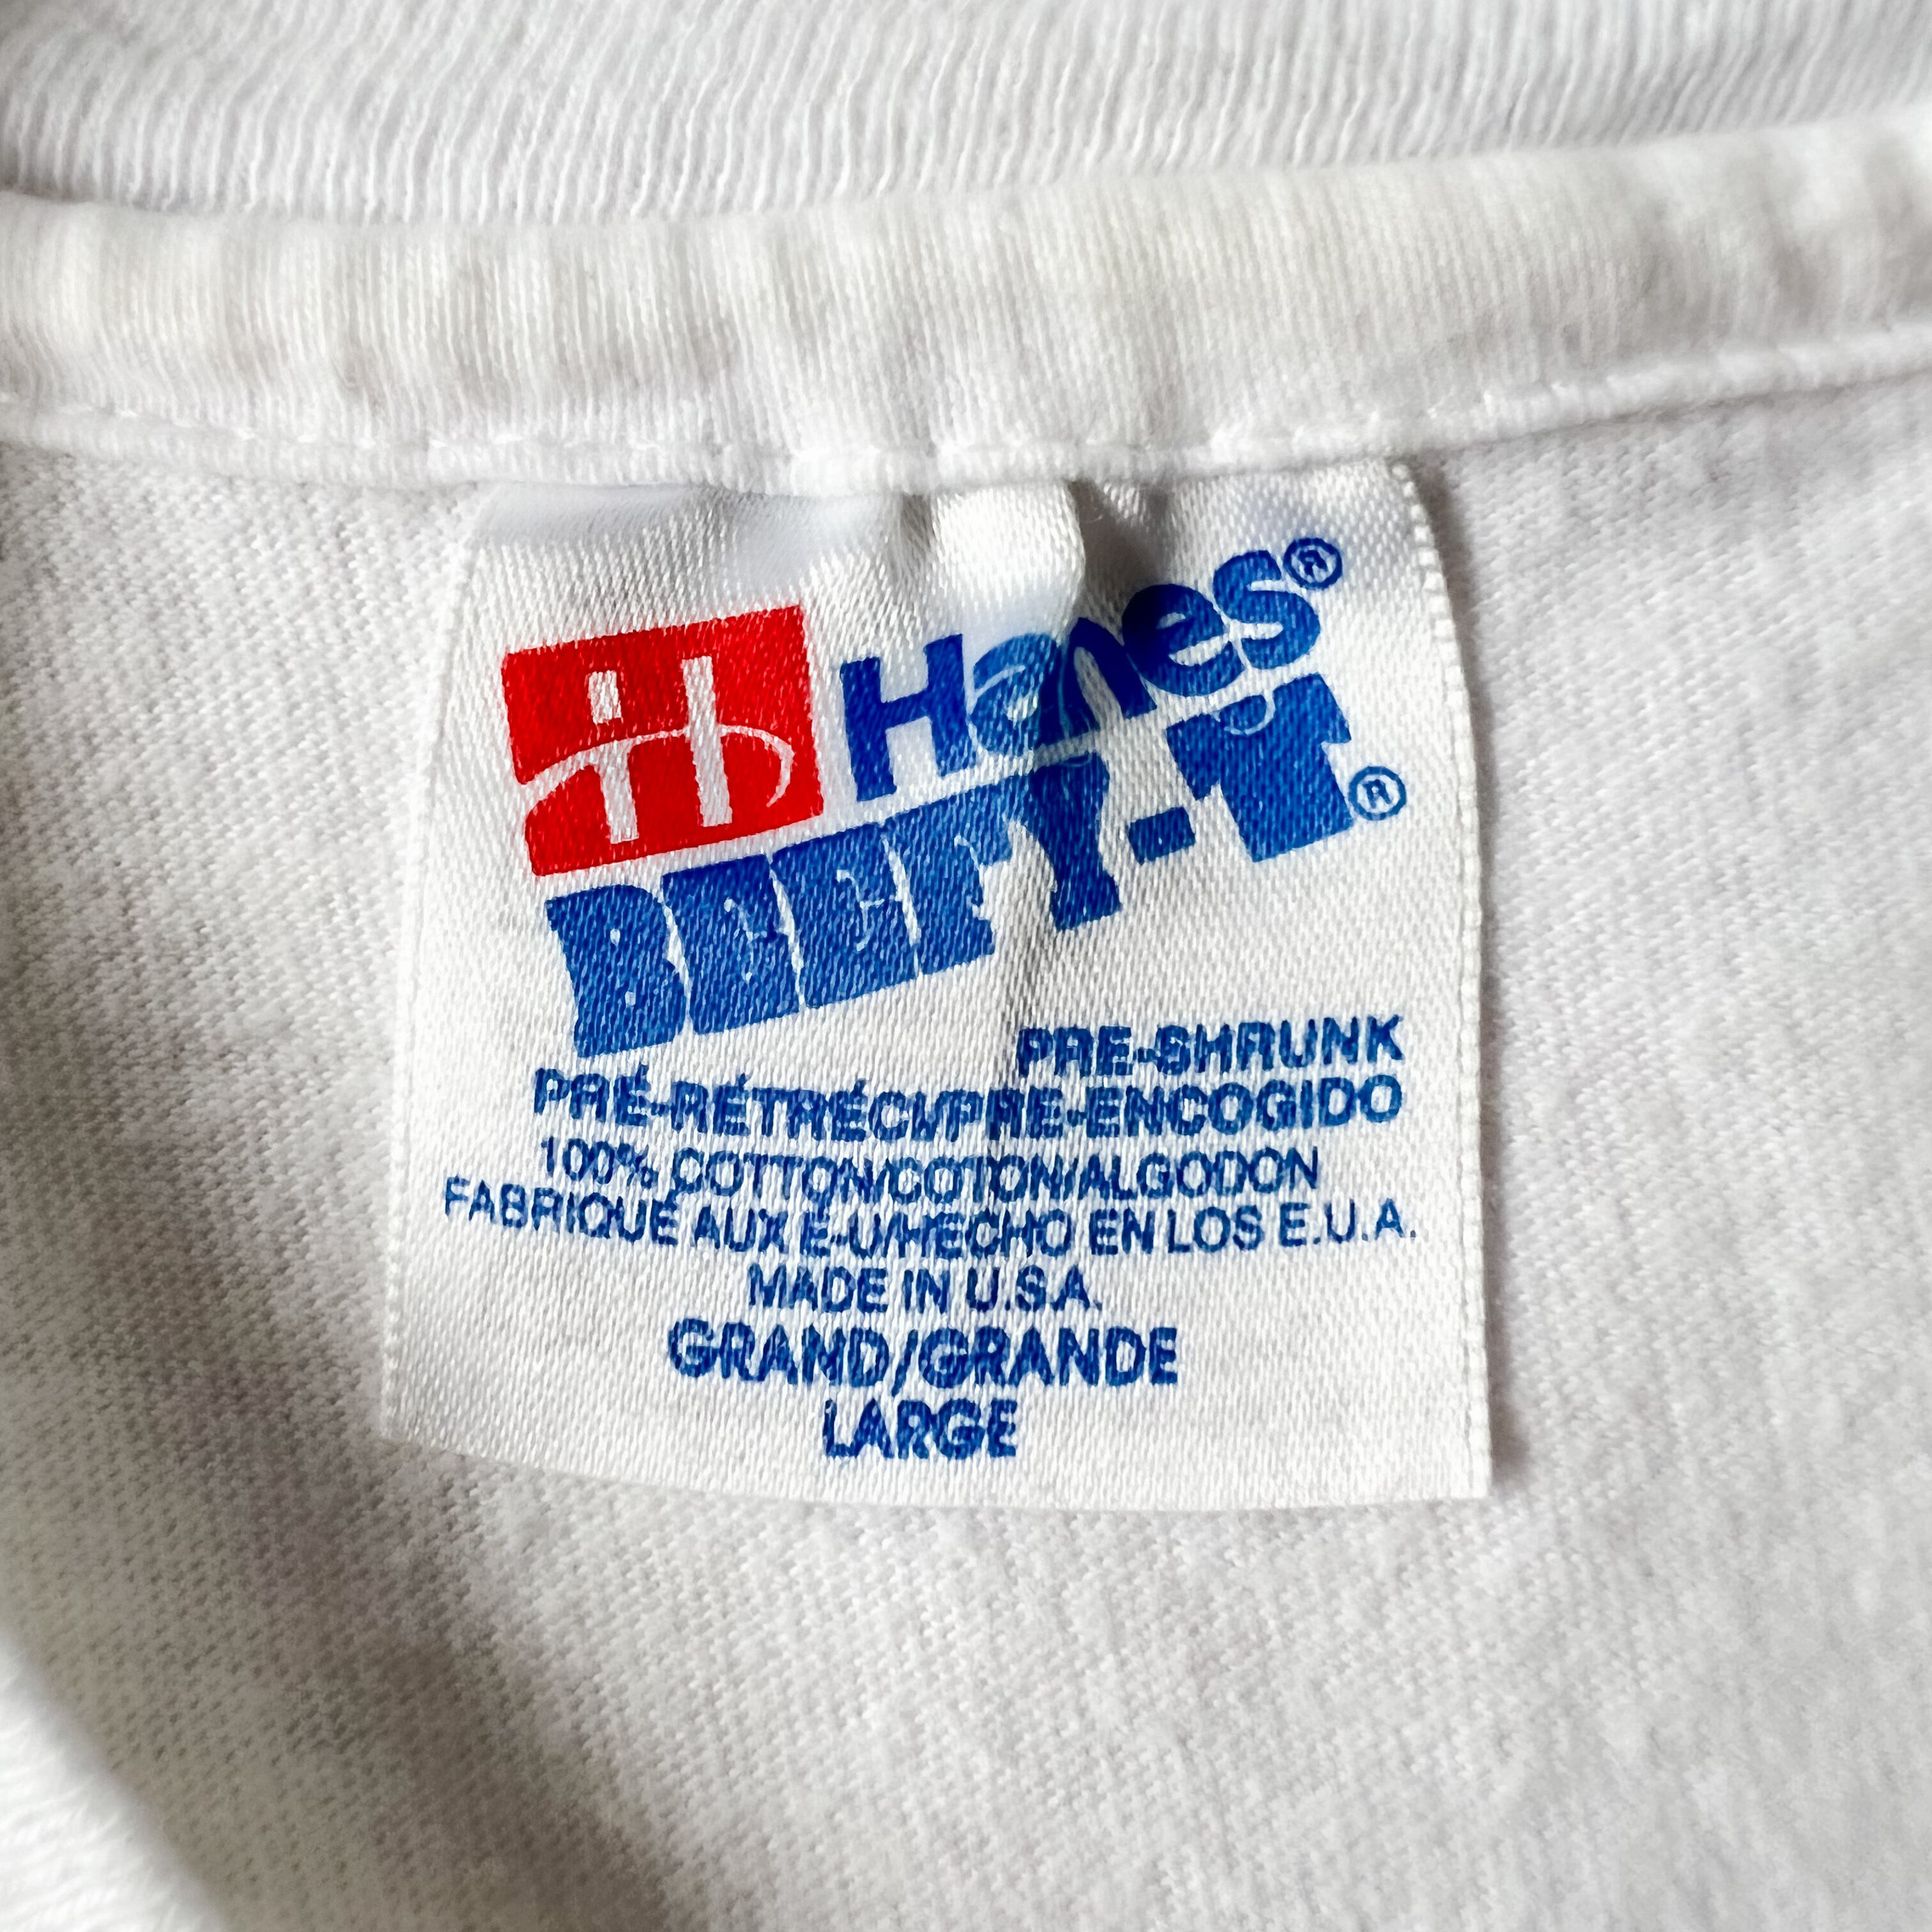 H Hanes®
BEEFY-T®
PRE-SHRUNK
PRÉ-RÉTRÉCI/PRE-ENCOGIDO
100% COTTON/COTON/ALGODON
FABRIQUÉ AUX É-U/HECHO EN LOS E.U.A.
MADE IN U.S.A.
GRAND/GRANDE
LARGE